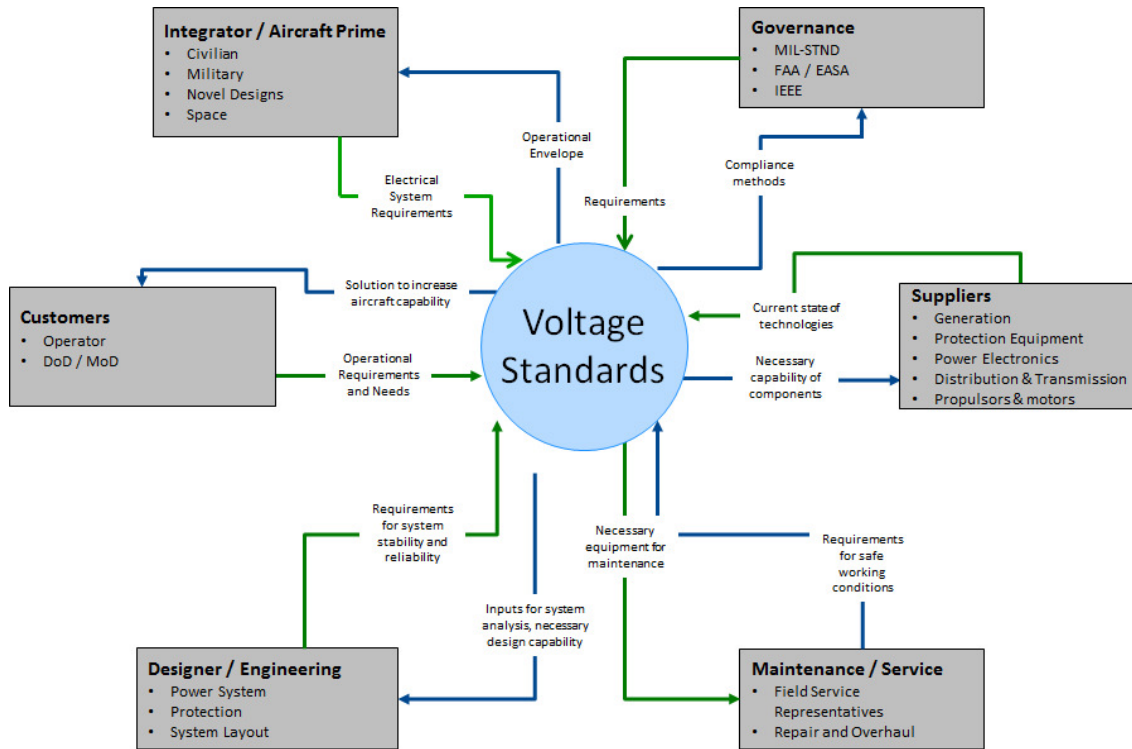 Integrator / Aircraft Prime
• Civilian
• Military
• Novel Designs
• Space
Governance
• MIL-STND
• FAA / EASA
• IEEE
Operational
Envelope
Compliance
methods
Electrical
System
Requirements
Requirements
Solution to increase
aircraft capability
Customers
• Operator
• DoD / MoD
Operational
Requirements
and Needs
Voltage
Standards
Current state of
technologies
Necessary
capability of
components
Suppliers
• Generation
• Protection Equipment
• Power Electronics
• Distribution & Transmission
• Propulsors & motors
Requirements
for system
stability and
reliability
Necessary
equipment for
maintenance
Requirements
for safe
working
conditions
Inputs for system
analysis, necessary
design capability
Designer / Engineering
• Power System
• Protection
• System Layout
Maintenance / Service
• Field Service
Representatives
• Repair and Overhaul